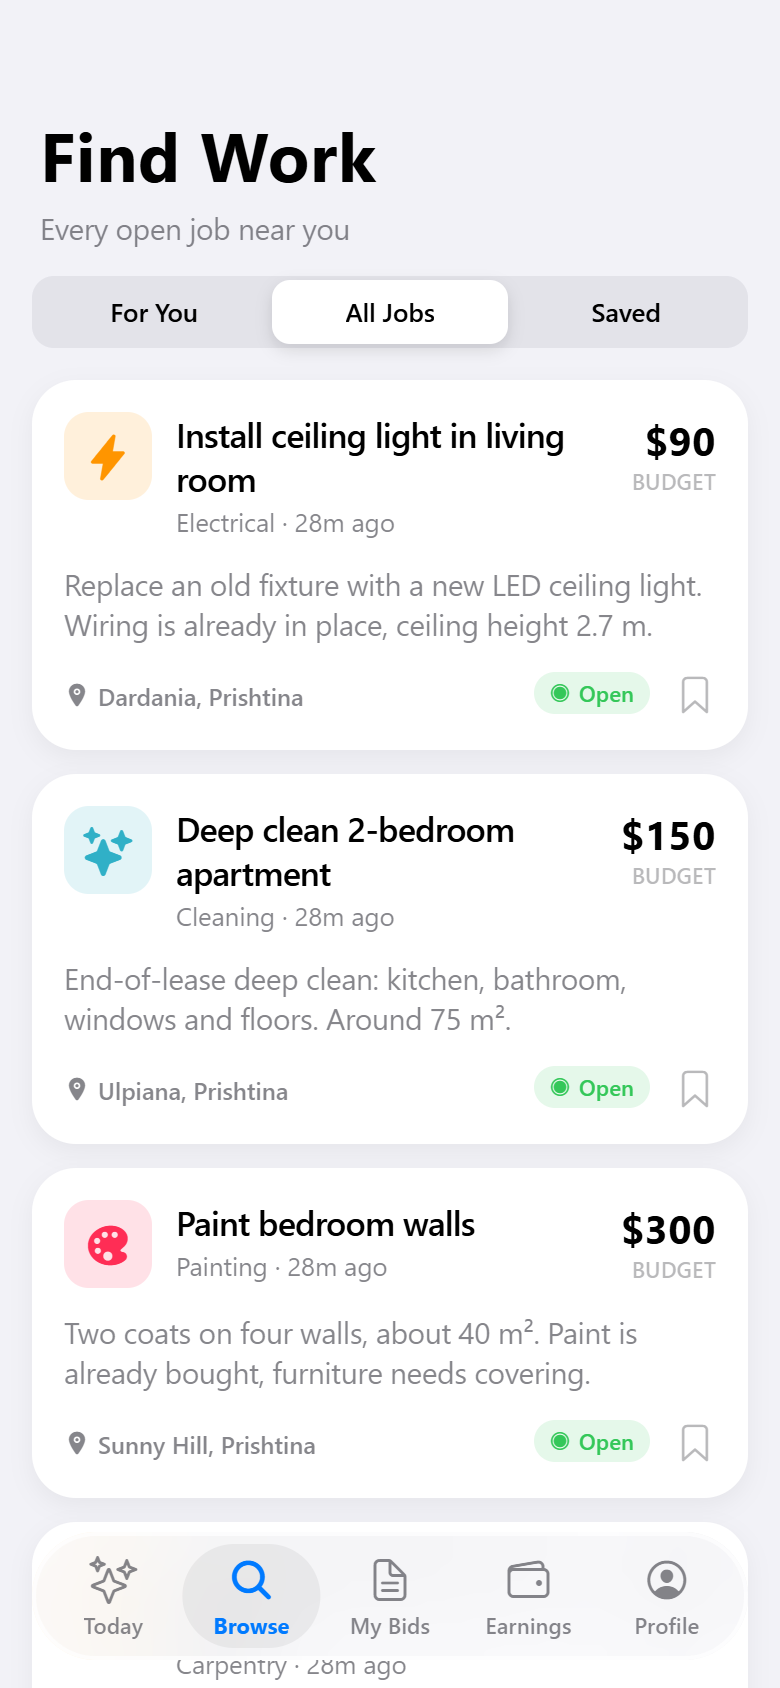 Find Work
Every open job near you
For You
All Jobs
Saved
Install ceiling light in living
room
$90
BUDGET
Electrical · 28m ago
Replace an old fixture with a new LED ceiling light.
Wiring is already in place, ceiling height 2.7 m.
Dardania, Prishtina
Open
Deep clean 2-bedroom
apartment
$150
BUDGET
Cleaning · 28m ago
End-of-lease deep clean: kitchen, bathroom,
windows and floors. Around 75 m².
Ulpiana, Prishtina
Open
Paint bedroom walls
$300
BUDGET
Painting · 28m ago
Two coats on four walls, about 40 m². Paint is
already bought, furniture needs covering.
Sunny Hill, Prishtina
Open
Today
Browse
My Bids
Earnings
Profile
Carpentry · 28m ago